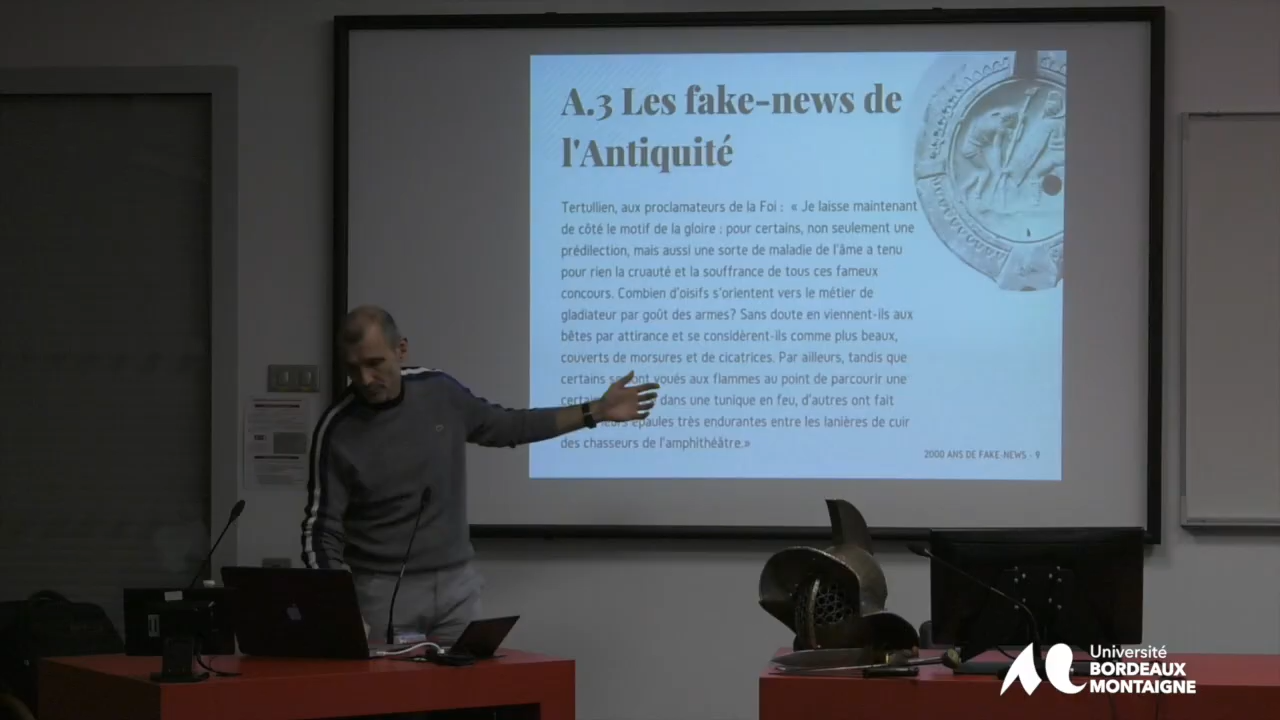 A.3 Les fake-news de
l'Antiquité
Tertullien, aux proclamateurs de la Foi : « Je laisse maintenant
de côté le motif de la gloire : pour certains, non seulement une
prédilection, mais aussi une sorte de maladie de l'âme a tenu
pour rien la cruauté et la souffrance de tous ces fameux
concours. Combien d'oisifs s'orientent vers le métier de
gladiateur par goût des armes? Sans doute en viennent-ils aux
bêtes par attirance et se considèrent-ils comme plus beaux,
couverts de morsures et de cicatrices. Par ailleurs, tandis que
certains voués aux flammes au point de parcourir une
dans une tunique en feu, d'autres ont fait
épaules très endurantes entre les lanières de cuir
des chasseurs de l'amphithéâtre.»
2000 ANS DE FAKE-NEWS - 9
Université
BORDEAUX
MONTAIGNE